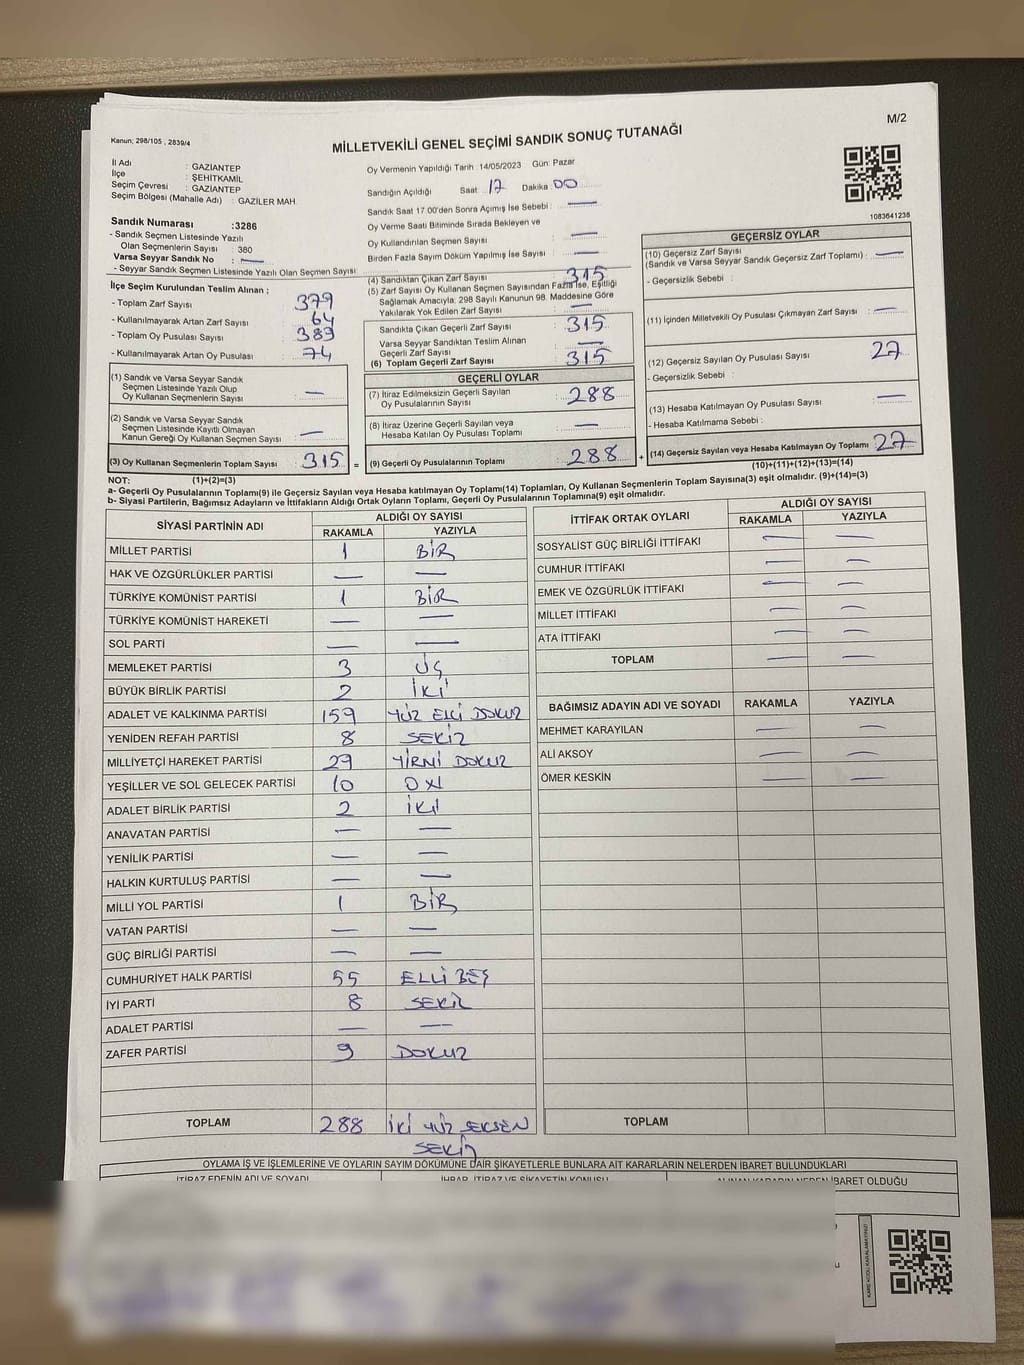 M/2
Kanun: 298/105 , 2839/4
MİLLETVEKİLİ GENEL SEÇİMİ SANDIK SONUÇ TUTANAĞI
İl Adı : GAZİANTEP
İlçe : ŞEHİTKAMİL
Seçim Çevresi : GAZİANTEP
Seçim Bölgesi (Mahalle Adı) : GAZİLER MAH
Oy Vermenin Yapıldığı Tarih 14/05/2023 Gün: Pazar
Sandığın Açıldığı Saat 17 Dakika 00
Sandık Saat 17.00'den Sonra Açımış İse Sebebi : —
Oy Verme Saati Bitiminde Sırada Bekleyen ve
Oy Kullandırılan Seçmen Sayısı —
Birden Fazla Sayım Döküm Yapılmış İse Sayısı : —
1083641238
Sandık Numarası :3286
- Sandık Seçmen Listesinde Yazılı
Olan Seçmenlerin Sayısı : 380
Varsa Seyyar Sandık No : —
- Seyyar Sandık Seçmen Listesinde Yazılı Olan Seçmen Sayısı
İlçe Seçim Kurulundan Teslim Alınan ;
- Toplam Zarf Sayısı 379
- Kullanılmayarak Artan Zarf Sayısı 64
- Toplam Oy Pusulası Sayısı 389
- Kullanılmayarak Artan Oy Pusulası 74
(1) Sandık ve Varsa Seyyar Sandık
Seçmen Listesinde Yazılı Olup
Oy Kullanan Seçmenlerin Sayısı : —
(2) Sandık ve Varsa Seyyar Sandık
Seçmen Listesinde Kayıtlı Olmayan
Kanun Gereği Oy Kullanan Seçmen Sayısı : —
(3) Oy Kullanan Seçmenlerin Toplam Sayısı : 315 =
(4) Sandıktan Çıkan Zarf Sayısı 315
(5) Zarf Sayısı Oy Kullanan Seçmen Sayısından Fazla İse, Eşitliği
Sağlamak Amacıyla, 298 Sayılı Kanunun 98. Maddesine Göre
Yakılarak Yok Edilen Zarf Sayısı : —
Sandıkta Çıkan Geçerli Zarf Sayısı 315
Varsa Seyyar Sandıktan Teslim Alınan
Geçerli Zarf Sayısı —
(6) Toplam Geçerli Zarf Sayısı 315
GEÇERLİ OYLAR
(7) İtiraz Edilmeksizin Geçerli Sayılan
Oy Pusulalarının Sayısı : 288
(8) İtiraz Üzerine Geçerli Sayılan veya
Hesaba Katılan Oy Pusulası Toplamı : —
(9) Geçerli Oy Pusulalarının Toplamı 288 +
GEÇERSİZ OYLAR
(10) Geçersiz Zarf Sayısı
(Sandık ve Varsa Seyyar Sandık Geçersiz Zarf Toplamı) : —
- Geçersizlik Sebebi :
(11) İçinden Milletvekili Oy Pusulası Çıkmayan Zarf Sayısı : —
(12) Geçersiz Sayılan Oy Pusulası Sayısı : 27
- Geçersizlik Sebebi :
(13) Hesaba Katılmayan Oy Pusulası Sayısı : —
- Hesaba Katılmama Sebebi :
(14) Geçersiz Sayılan veya Hesaba Katılmayan Oy Toplamı : 27
NOT: (1)+(2)=(3)
(10)+(11)+(12)+(13)=(14)
a- Geçerli Oy Pusulalarının Toplamı(9) ile Geçersiz Sayılan veya Hesaba katılmayan Oy Toplamı(14) Toplamları, Oy Kullanan Seçmenlerin Toplam Sayısına(3) eşit olmalıdır. (9)+(14)=(3)
b- Siyasi Partilerin, Bağımsız Adayların ve İttifakların Aldığı Ortak Oyların Toplamı, Geçerli Oy Pusulalarının Toplamına(9) eşit olmalıdır.
SİYASİ PARTİNİN ADI ALDIĞI OY SAYISI
RAKAMLA YAZIYLA
MİLLET PARTİSİ 1 BİR
HAK VE ÖZGÜRLÜKLER PARTİSİ — —
TÜRKİYE KOMÜNİST PARTİSİ 1 BİR
TÜRKİYE KOMÜNİST HAREKETİ — —
SOL PARTİ — —
MEMLEKET PARTİSİ 3 ÜÇ
BÜYÜK BİRLİK PARTİSİ 2 İKİ
ADALET VE KALKINMA PARTİSİ 159 YÜZ ELLİ DOKUZ
YENİDEN REFAH PARTİSİ 8 SEKİZ
MİLLİYETÇİ HAREKET PARTİSİ 29 YİRMİ DOKUZ
YEŞİLLER VE SOL GELECEK PARTİSİ 10 ON
ADALET BİRLİK PARTİSİ 2 İKİ
ANAVATAN PARTİSİ — —
YENİLİK PARTİSİ — —
HALKIN KURTULUŞ PARTİSİ — —
MİLLİ YOL PARTİSİ 1 BİR
VATAN PARTİSİ — —
GÜÇ BİRLİĞİ PARTİSİ — —
CUMHURİYET HALK PARTİSİ 55 ELLİ BEŞ
İYİ PARTİ 8 SEKİZ
ADALET PARTİSİ — —
ZAFER PARTİSİ 9 DOKUZ
TOPLAM 288 İKİ YÜZ SEKSEN
SEKİZ
İTTİFAK ORTAK OYLARI ALDIĞI OY SAYISI
RAKAMLA YAZIYLA
SOSYALİST GÜÇ BİRLİĞİ İTTİFAKI — —
CUMHUR İTTİFAKI — —
EMEK VE ÖZGÜRLÜK İTTİFAKI — —
MİLLET İTTİFAKI — —
ATA İTTİFAKI — —
TOPLAM — —
BAĞIMSIZ ADAYIN ADI VE SOYADI RAKAMLA YAZIYLA
MEHMET KARAYILAN — —
ALİ AKSOY — —
ÖMER KESKİN — —
TOPLAM
OYLAMA İŞ VE İŞLEMLERİNE VE OYLARIN SAYIM DÖKÜMÜNE DAİR ŞİKAYETLERLE BUNLARA AİT KARARLARIN NELERDEN İBARET BULUNDUKLARI
İTİRAZ EDENİN ADI VE SOYADI İHBAR, İTİRAZ VE ŞİKAYETİN KONUSU ALINAN KARARIN NEDEN İBARET OLDUĞU
KARE KODU KARALAMAYINIZ!